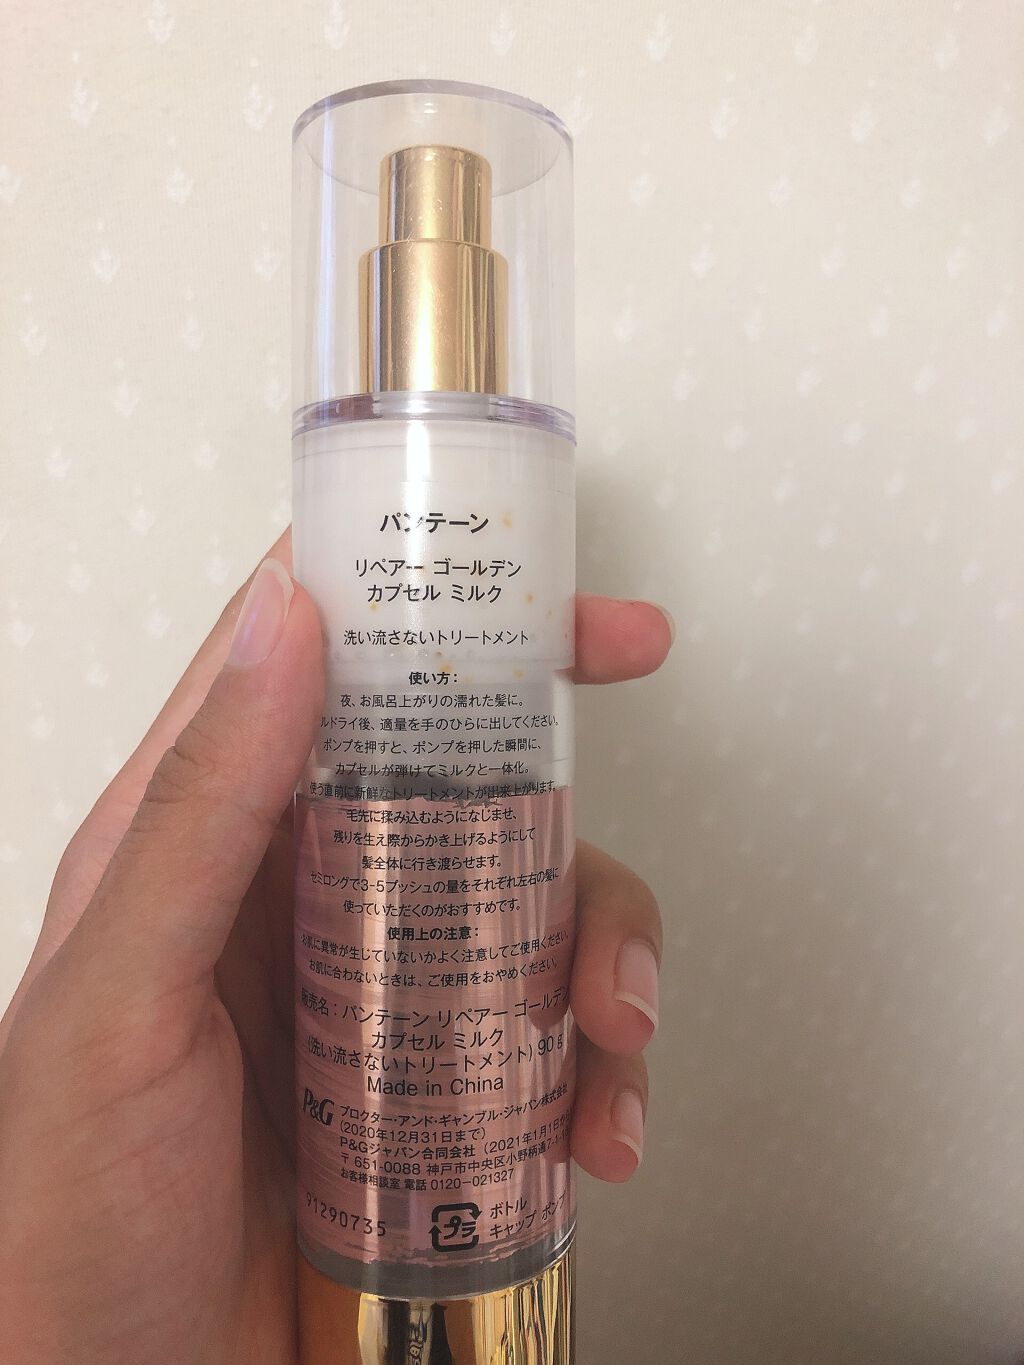 パンテーン
リペアー ゴールデン
カプセル ミルク
洗い流さないトリートメント
使い方：
夜、お風呂上がりの濡れた髪に。
ルドライ後、適量を手のひらに出してください。
ポンプを押すと、ポンプを押した瞬間に、
カプセルが弾けてミルクと一体化。
使う直前に新鮮なトリートメントが出来上がります。
毛先に揉み込むようになじませ、
残りを生え際からかき上げるようにして
髪全体に行き渡らせます。
セミロングで3-5プッシュの量をそれぞれ左右の髪に
使っていただくのがおすすめです。
使用上の注意：
お肌に異常が生じていないかよく注意してご使用ください。
お肌に合わないときは、ご使用をおやめください。
販売名：パンテーン リペアー ゴールデン
カプセル ミルク
(洗い流さないトリートメント) 90g
Made in China
P&G プロクター・アンド・ギャンブル・ジャパン株式会社
(2020年12月31日まで)
P&Gジャパン合同会社 (2021年1月1日から
〒651-0088 神戸市中央区小野柄通7-1-
お客様相談室 電話 0120-021327
91290735
プラ
ボトル
キャップ ポンプ